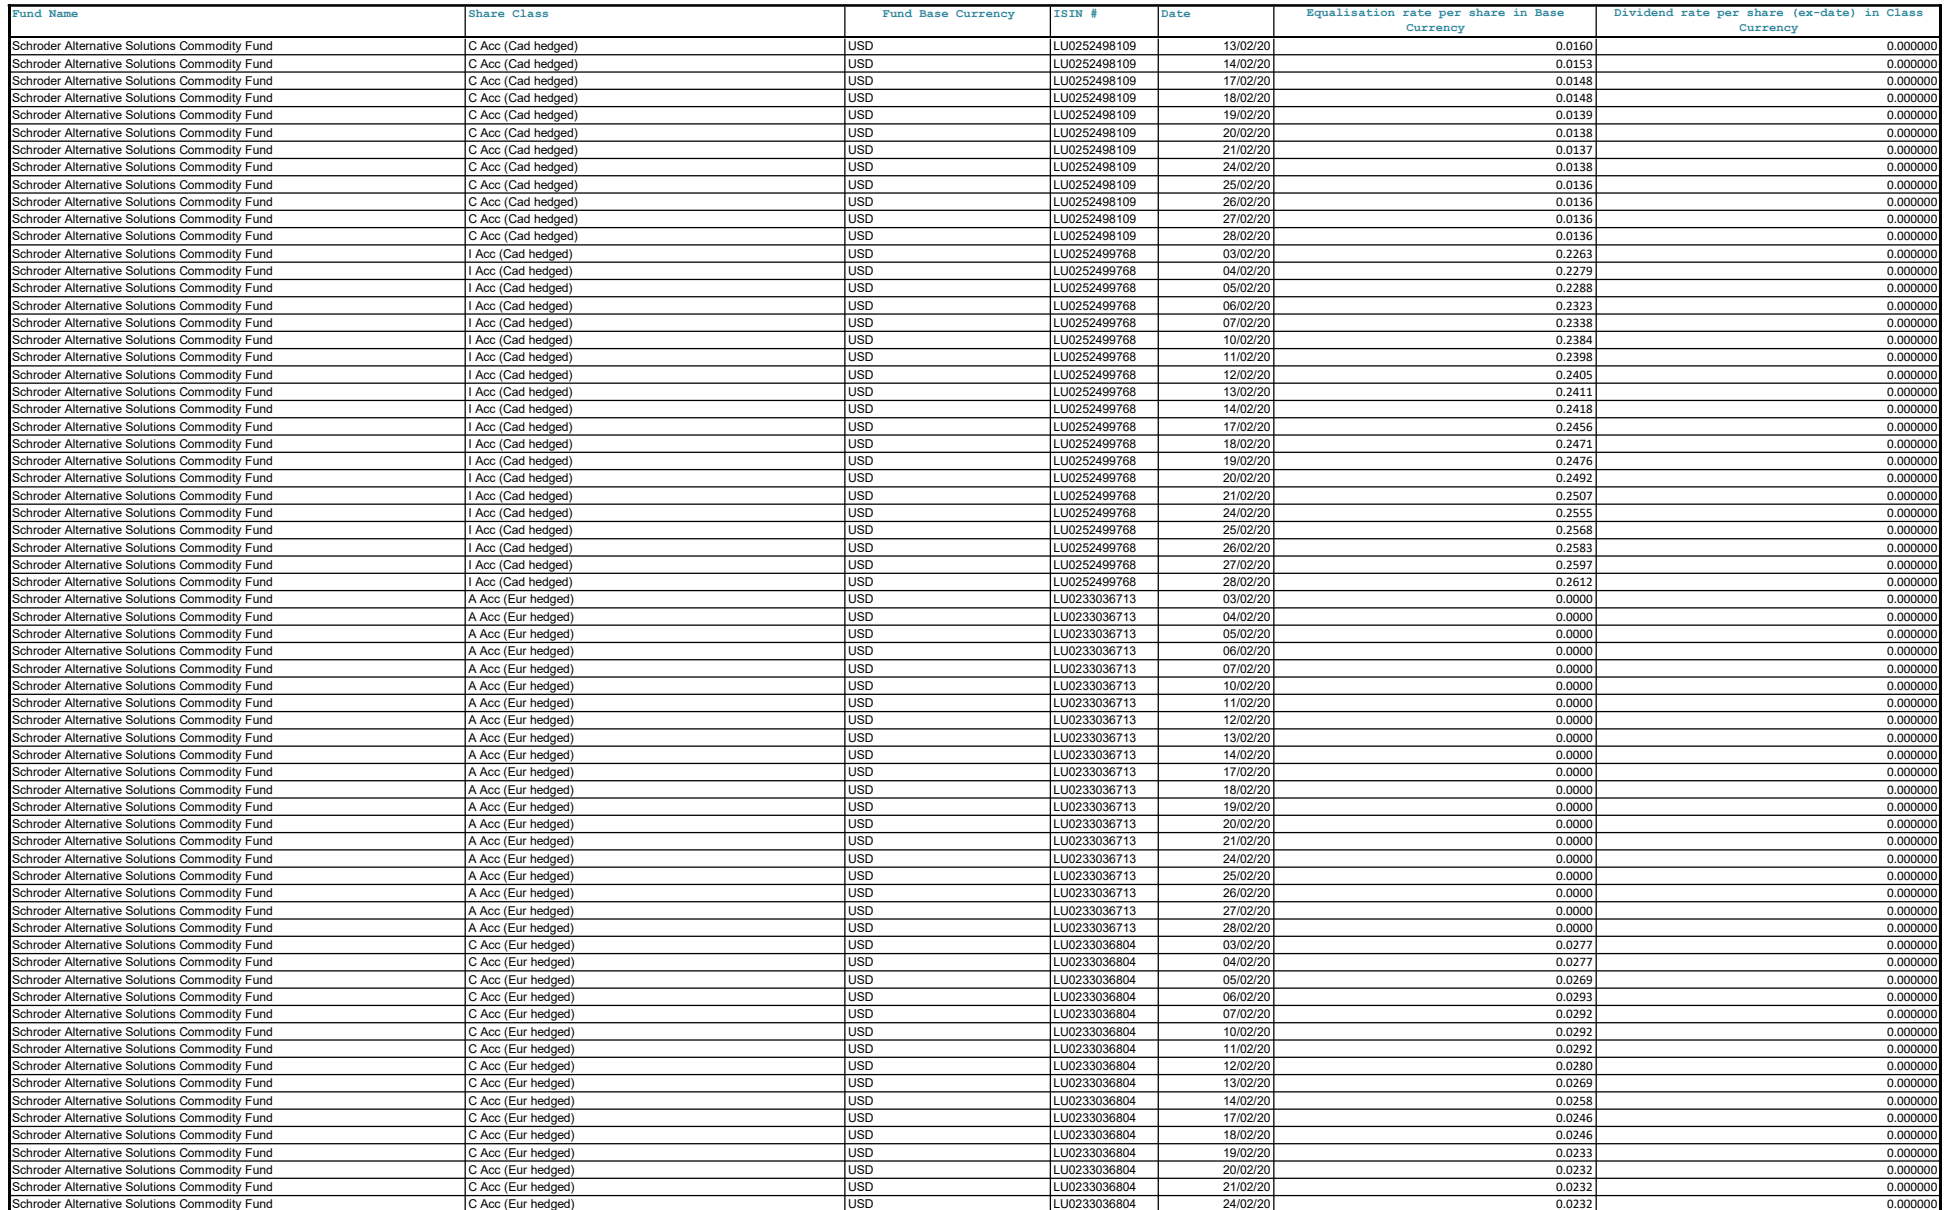 Fund Name Share Class Fund Base Currency ISIN # Date Equalisation rate per share in Base Currency Dividend rate per share (ex-date) in Class Currency
Schroder Alternative Solutions Commodity Fund C Acc (Cad hedged) USD LU0252498109 13/02/20 0.0160 0.000000
Schroder Alternative Solutions Commodity Fund C Acc (Cad hedged) USD LU0252498109 14/02/20 0.0153 0.000000
Schroder Alternative Solutions Commodity Fund C Acc (Cad hedged) USD LU0252498109 17/02/20 0.0148 0.000000
Schroder Alternative Solutions Commodity Fund C Acc (Cad hedged) USD LU0252498109 18/02/20 0.0148 0.000000
Schroder Alternative Solutions Commodity Fund C Acc (Cad hedged) USD LU0252498109 19/02/20 0.0139 0.000000
Schroder Alternative Solutions Commodity Fund C Acc (Cad hedged) USD LU0252498109 20/02/20 0.0138 0.000000
Schroder Alternative Solutions Commodity Fund C Acc (Cad hedged) USD LU0252498109 21/02/20 0.0137 0.000000
Schroder Alternative Solutions Commodity Fund C Acc (Cad hedged) USD LU0252498109 24/02/20 0.0138 0.000000
Schroder Alternative Solutions Commodity Fund C Acc (Cad hedged) USD LU0252498109 25/02/20 0.0136 0.000000
Schroder Alternative Solutions Commodity Fund C Acc (Cad hedged) USD LU0252498109 26/02/20 0.0136 0.000000
Schroder Alternative Solutions Commodity Fund C Acc (Cad hedged) USD LU0252498109 27/02/20 0.0136 0.000000
Schroder Alternative Solutions Commodity Fund C Acc (Cad hedged) USD LU0252498109 28/02/20 0.0136 0.000000
Schroder Alternative Solutions Commodity Fund I Acc (Cad hedged) USD LU0252499768 03/02/20 0.2263 0.000000
Schroder Alternative Solutions Commodity Fund I Acc (Cad hedged) USD LU0252499768 04/02/20 0.2279 0.000000
Schroder Alternative Solutions Commodity Fund I Acc (Cad hedged) USD LU0252499768 05/02/20 0.2288 0.000000
Schroder Alternative Solutions Commodity Fund I Acc (Cad hedged) USD LU0252499768 06/02/20 0.2323 0.000000
Schroder Alternative Solutions Commodity Fund I Acc (Cad hedged) USD LU0252499768 07/02/20 0.2338 0.000000
Schroder Alternative Solutions Commodity Fund I Acc (Cad hedged) USD LU0252499768 10/02/20 0.2384 0.000000
Schroder Alternative Solutions Commodity Fund I Acc (Cad hedged) USD LU0252499768 11/02/20 0.2398 0.000000
Schroder Alternative Solutions Commodity Fund I Acc (Cad hedged) USD LU0252499768 12/02/20 0.2405 0.000000
Schroder Alternative Solutions Commodity Fund I Acc (Cad hedged) USD LU0252499768 13/02/20 0.2411 0.000000
Schroder Alternative Solutions Commodity Fund I Acc (Cad hedged) USD LU0252499768 14/02/20 0.2418 0.000000
Schroder Alternative Solutions Commodity Fund I Acc (Cad hedged) USD LU0252499768 17/02/20 0.2456 0.000000
Schroder Alternative Solutions Commodity Fund I Acc (Cad hedged) USD LU0252499768 18/02/20 0.2471 0.000000
Schroder Alternative Solutions Commodity Fund I Acc (Cad hedged) USD LU0252499768 19/02/20 0.2476 0.000000
Schroder Alternative Solutions Commodity Fund I Acc (Cad hedged) USD LU0252499768 20/02/20 0.2492 0.000000
Schroder Alternative Solutions Commodity Fund I Acc (Cad hedged) USD LU0252499768 21/02/20 0.2507 0.000000
Schroder Alternative Solutions Commodity Fund I Acc (Cad hedged) USD LU0252499768 24/02/20 0.2555 0.000000
Schroder Alternative Solutions Commodity Fund I Acc (Cad hedged) USD LU0252499768 25/02/20 0.2568 0.000000
Schroder Alternative Solutions Commodity Fund I Acc (Cad hedged) USD LU0252499768 26/02/20 0.2583 0.000000
Schroder Alternative Solutions Commodity Fund I Acc (Cad hedged) USD LU0252499768 27/02/20 0.2597 0.000000
Schroder Alternative Solutions Commodity Fund I Acc (Cad hedged) USD LU0252499768 28/02/20 0.2612 0.000000
Schroder Alternative Solutions Commodity Fund A Acc (Eur hedged) USD LU0233036713 03/02/20 0.0000 0.000000
Schroder Alternative Solutions Commodity Fund A Acc (Eur hedged) USD LU0233036713 04/02/20 0.0000 0.000000
Schroder Alternative Solutions Commodity Fund A Acc (Eur hedged) USD LU0233036713 05/02/20 0.0000 0.000000
Schroder Alternative Solutions Commodity Fund A Acc (Eur hedged) USD LU0233036713 06/02/20 0.0000 0.000000
Schroder Alternative Solutions Commodity Fund A Acc (Eur hedged) USD LU0233036713 07/02/20 0.0000 0.000000
Schroder Alternative Solutions Commodity Fund A Acc (Eur hedged) USD LU0233036713 10/02/20 0.0000 0.000000
Schroder Alternative Solutions Commodity Fund A Acc (Eur hedged) USD LU0233036713 11/02/20 0.0000 0.000000
Schroder Alternative Solutions Commodity Fund A Acc (Eur hedged) USD LU0233036713 12/02/20 0.0000 0.000000
Schroder Alternative Solutions Commodity Fund A Acc (Eur hedged) USD LU0233036713 13/02/20 0.0000 0.000000
Schroder Alternative Solutions Commodity Fund A Acc (Eur hedged) USD LU0233036713 14/02/20 0.0000 0.000000
Schroder Alternative Solutions Commodity Fund A Acc (Eur hedged) USD LU0233036713 17/02/20 0.0000 0.000000
Schroder Alternative Solutions Commodity Fund A Acc (Eur hedged) USD LU0233036713 18/02/20 0.0000 0.000000
Schroder Alternative Solutions Commodity Fund A Acc (Eur hedged) USD LU0233036713 19/02/20 0.0000 0.000000
Schroder Alternative Solutions Commodity Fund A Acc (Eur hedged) USD LU0233036713 20/02/20 0.0000 0.000000
Schroder Alternative Solutions Commodity Fund A Acc (Eur hedged) USD LU0233036713 21/02/20 0.0000 0.000000
Schroder Alternative Solutions Commodity Fund A Acc (Eur hedged) USD LU0233036713 24/02/20 0.0000 0.000000
Schroder Alternative Solutions Commodity Fund A Acc (Eur hedged) USD LU0233036713 25/02/20 0.0000 0.000000
Schroder Alternative Solutions Commodity Fund A Acc (Eur hedged) USD LU0233036713 26/02/20 0.0000 0.000000
Schroder Alternative Solutions Commodity Fund A Acc (Eur hedged) USD LU0233036713 27/02/20 0.0000 0.000000
Schroder Alternative Solutions Commodity Fund A Acc (Eur hedged) USD LU0233036713 28/02/20 0.0000 0.000000
Schroder Alternative Solutions Commodity Fund C Acc (Eur hedged) USD LU0233036804 03/02/20 0.0277 0.000000
Schroder Alternative Solutions Commodity Fund C Acc (Eur hedged) USD LU0233036804 04/02/20 0.0277 0.000000
Schroder Alternative Solutions Commodity Fund C Acc (Eur hedged) USD LU0233036804 05/02/20 0.0269 0.000000
Schroder Alternative Solutions Commodity Fund C Acc (Eur hedged) USD LU0233036804 06/02/20 0.0293 0.000000
Schroder Alternative Solutions Commodity Fund C Acc (Eur hedged) USD LU0233036804 07/02/20 0.0292 0.000000
Schroder Alternative Solutions Commodity Fund C Acc (Eur hedged) USD LU0233036804 10/02/20 0.0292 0.000000
Schroder Alternative Solutions Commodity Fund C Acc (Eur hedged) USD LU0233036804 11/02/20 0.0292 0.000000
Schroder Alternative Solutions Commodity Fund C Acc (Eur hedged) USD LU0233036804 12/02/20 0.0280 0.000000
Schroder Alternative Solutions Commodity Fund C Acc (Eur hedged) USD LU0233036804 13/02/20 0.0269 0.000000
Schroder Alternative Solutions Commodity Fund C Acc (Eur hedged) USD LU0233036804 14/02/20 0.0258 0.000000
Schroder Alternative Solutions Commodity Fund C Acc (Eur hedged) USD LU0233036804 17/02/20 0.0246 0.000000
Schroder Alternative Solutions Commodity Fund C Acc (Eur hedged) USD LU0233036804 18/02/20 0.0246 0.000000
Schroder Alternative Solutions Commodity Fund C Acc (Eur hedged) USD LU0233036804 19/02/20 0.0233 0.000000
Schroder Alternative Solutions Commodity Fund C Acc (Eur hedged) USD LU0233036804 20/02/20 0.0232 0.000000
Schroder Alternative Solutions Commodity Fund C Acc (Eur hedged) USD LU0233036804 21/02/20 0.0232 0.000000
Schroder Alternative Solutions Commodity Fund C Acc (Eur hedged) USD LU0233036804 24/02/20 0.0232 0.000000